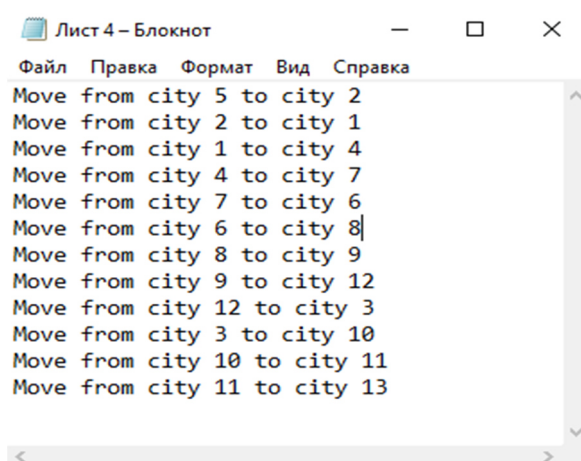 Лист 4 – Блокнот
Файл Правка Формат Вид Справка
Move from city 5 to city 2
Move from city 2 to city 1
Move from city 1 to city 4
Move from city 4 to city 7
Move from city 7 to city 6
Move from city 6 to city 8
Move from city 8 to city 9
Move from city 9 to city 12
Move from city 12 to city 3
Move from city 3 to city 10
Move from city 10 to city 11
Move from city 11 to city 13